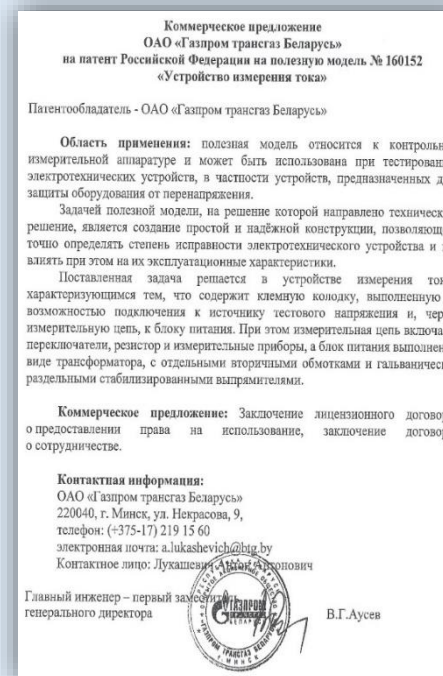 Коммерческое предложение
ОАО «Газпром трансгаз Беларусь»
на патент Российской Федерации на полезную модель № 160152
«Устройство измерения тока»
Патентообладатель - ОАО «Газпром трансгаз Беларусь»
Область применения: полезная модель относится к контрольн
измерительной аппаратуре и может быть использована при тестирован
электротехнических устройств, в частности устройств, предназначенных д
защиты оборудования от перенапряжения.
Задачей полезной модели, на решение которой направлено техническ
решение, является создание простой и надёжной конструкции, позволяющ
точно определять степень исправности электротехнического устройства и
влиять при этом на их эксплуатационные характеристики.
Поставленная задача решается в устройстве измерения ток
характеризующимся тем, что содержит клемную колодку, выполненную
возможностью подключения к источнику тестового напряжения и, чер
измерительную цепь, к блоку питания. При этом измерительная цепь включа
переключатели, резистор и измерительные приборы, а блок питания выполнен
виде трансформатора, с отдельными вторичными обмотками и гальваническ
раздельными стабилизированными выпрямителями.
Коммерческое предложение: Заключение лицензионного договор
о предоставлении права на использование, заключение договор
о сотрудничестве.
Контактная информация:
ОАО «Газпром трансгаз Беларусь»
220040, г. Минск, ул. Некрасова, 9,
телефон: (+375-17) 219 15 60
электронная почта: a.lukashevich@btg.by
Контактное лицо: Лукашевич Антон Антонович
Главный инженер – первый заместитель
генерального директора В.Г.Аусев
ГАЗПРОМ
БЕЛАРУСЬ